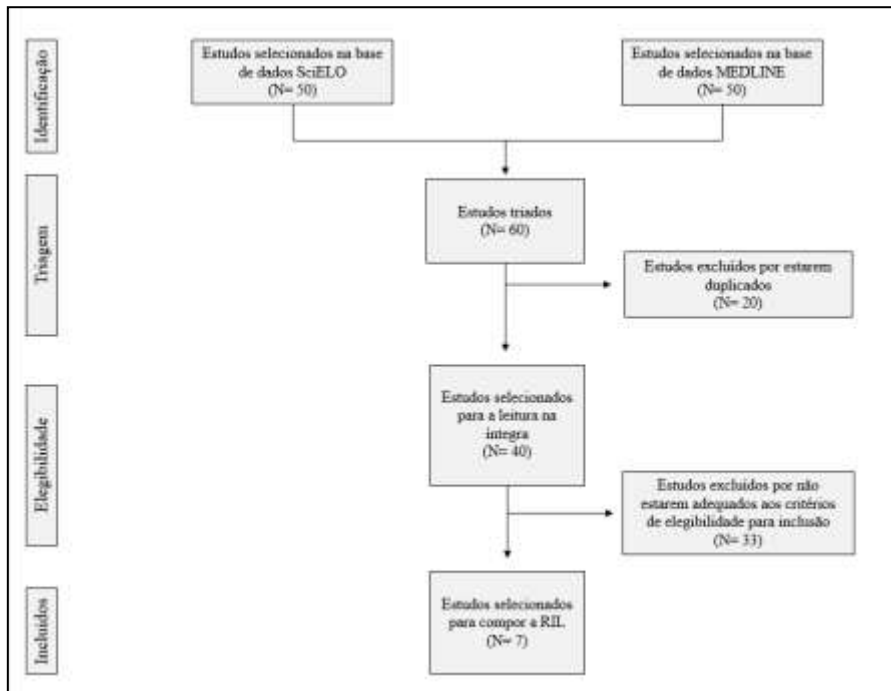 Identificação
Estudos selecionados na base
de dados SciELO
(N= 50)
Estudos selecionados na base
de dados MEDLINE
(N= 50)
Triagem
Estudos triados
(N= 60)
Estudos excluídos por estarem
duplicados
(N= 20)
Elegibilidade
Estudos selecionados
para a leitura na
íntegra
(N= 40)
Estudos excluídos por não
estarem adequados aos critérios
de elegibilidade para inclusão
(N= 33)
Incluídos
Estudos selecionados
para compor a RIL
(N= 7)